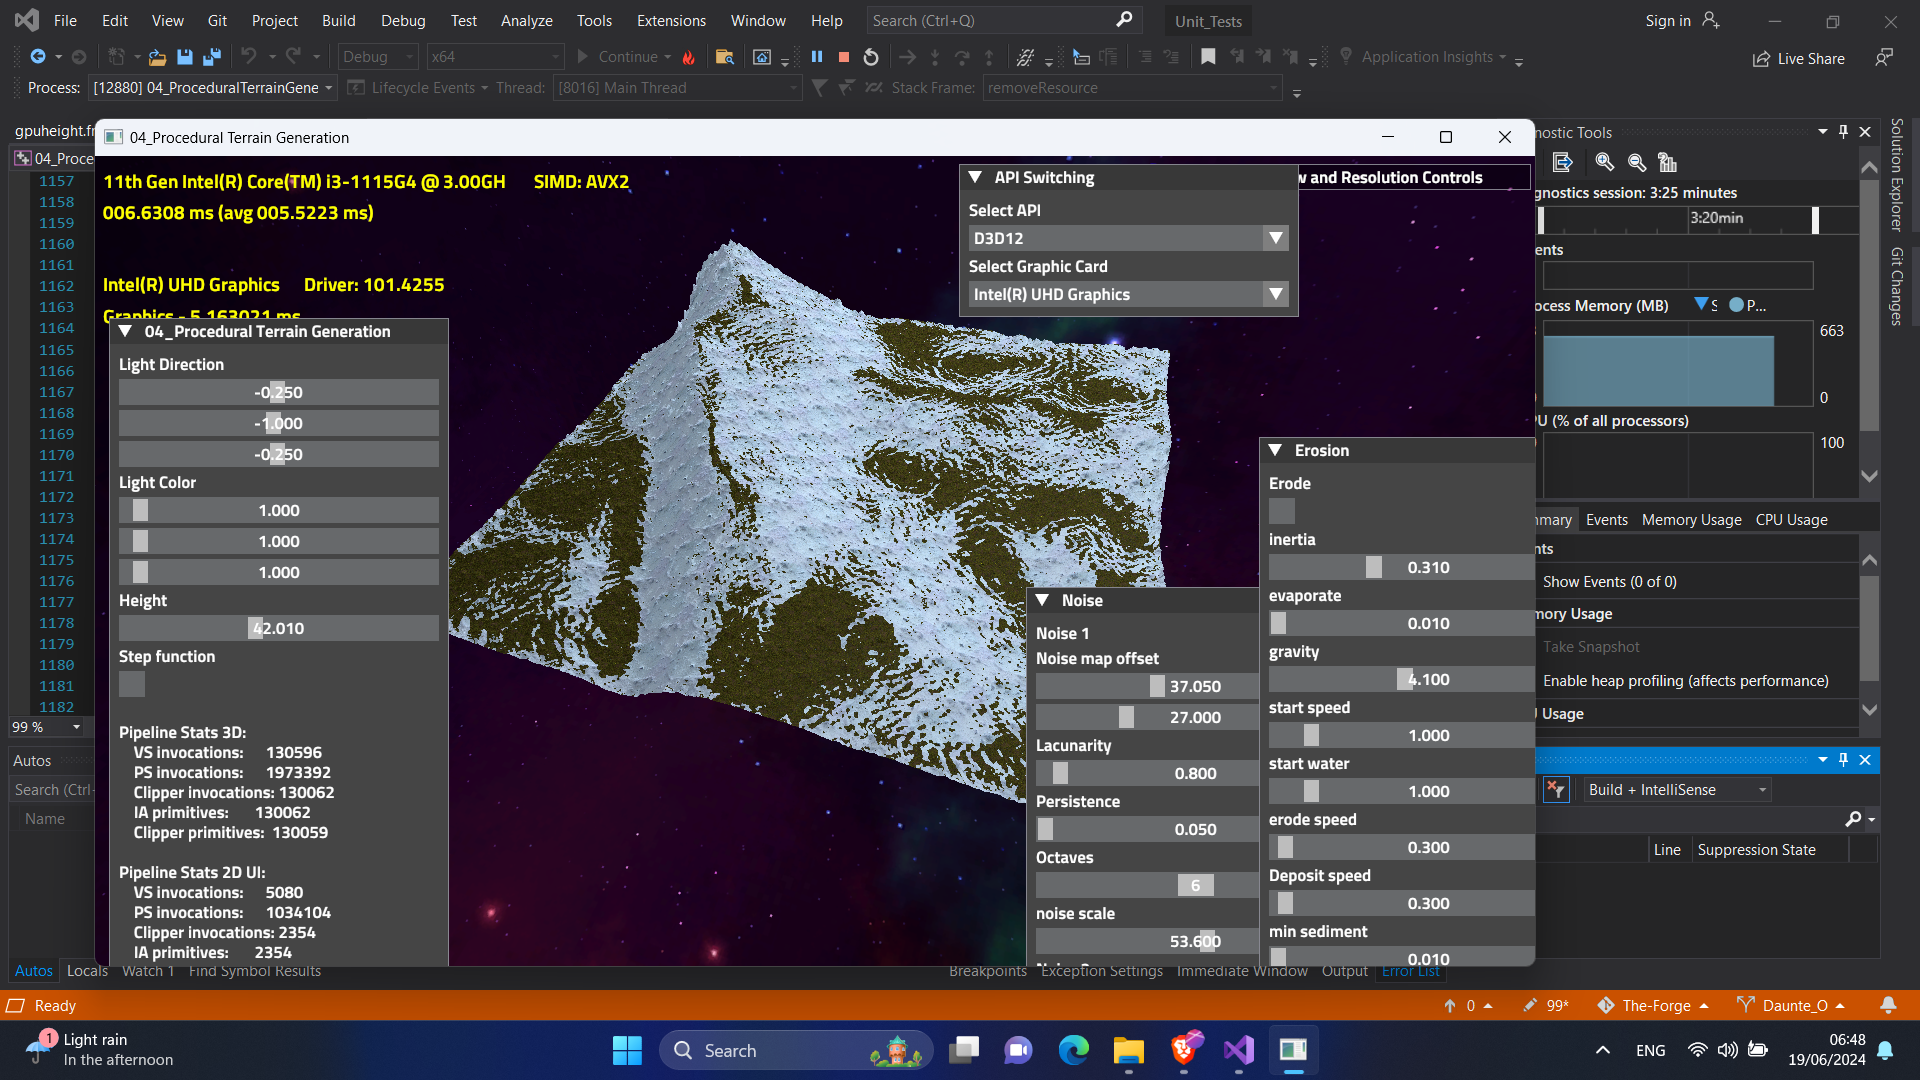 File Edit View Git Project Build Debug Test Analyze Tools Extensions Window Help Search (Ctrl+Q) Unit_Tests Sign in
Debug x64 Continue Application Insights Live Share
Process: [12880] 04_ProceduralTerrainGene Lifecycle Events Thread: [8016] Main Thread Stack Frame: removeResource
gpuheight.fr
04_Proce
1157
1158
1159
1160
1161
1162
1163
1164
1165
1166
1167
1168
1169
1170
1171
1172
1173
1174
1175
1176
1177
1178
1179
1180
1181
1182
99 %
Autos
Search (Ctrl-
Name
04_Procedural Terrain Generation
11th Gen Intel(R) Core(TM) i3-1115G4 @ 3.00GH SIMD: AVX2
006.6308 ms (avg 005.5223 ms)
Intel(R) UHD Graphics Driver: 101.4255
Graphics - 5.163021 ms
04_Procedural Terrain Generation
Light Direction
-0.250
-1.000
-0.250
Light Color
1.000
1.000
1.000
Height
42.010
Step function
Pipeline Stats 3D:
VS invocations: 130596
PS invocations: 1973392
Clipper invocations: 130062
IA primitives: 130062
Clipper primitives: 130059
Pipeline Stats 2D UI:
VS invocations: 5080
PS invocations: 1034104
Clipper invocations: 2354
IA primitives: 2354
API Switching
Select API
D3D12
Select Graphic Card
Intel(R) UHD Graphics
w and Resolution Controls
Noise
Noise 1
Noise map offset
37.050
27.000
Lacunarity
0.800
Persistence
0.050
Octaves
6
noise scale
53.600
Erosion
Erode
inertia
0.310
evaporate
0.010
gravity
4.100
start speed
1.000
start water
1.000
erode speed
0.300
Deposit speed
0.300
min sediment
0.010
nostic Tools
gnostics session: 3:25 minutes
3:20min
ents
ocess Memory (MB) S P...
663
0
U (% of all processors)
100
mary Events Memory Usage CPU Usage
nts
Show Events (0 of 0)
mory Usage
Take Snapshot
Enable heap profiling (affects performance)
U Usage
Build + IntelliSense
Line Suppression State
Solution Explorer
Git Changes
Autos Locals Watch 1 Find Symbol Results Breakpoints Exception Settings Immediate Window Output Error List
Ready 0 99* The-Forge Daunte_O
1 Light rain
In the afternoon
Search
ENG
06:48
19/06/2024